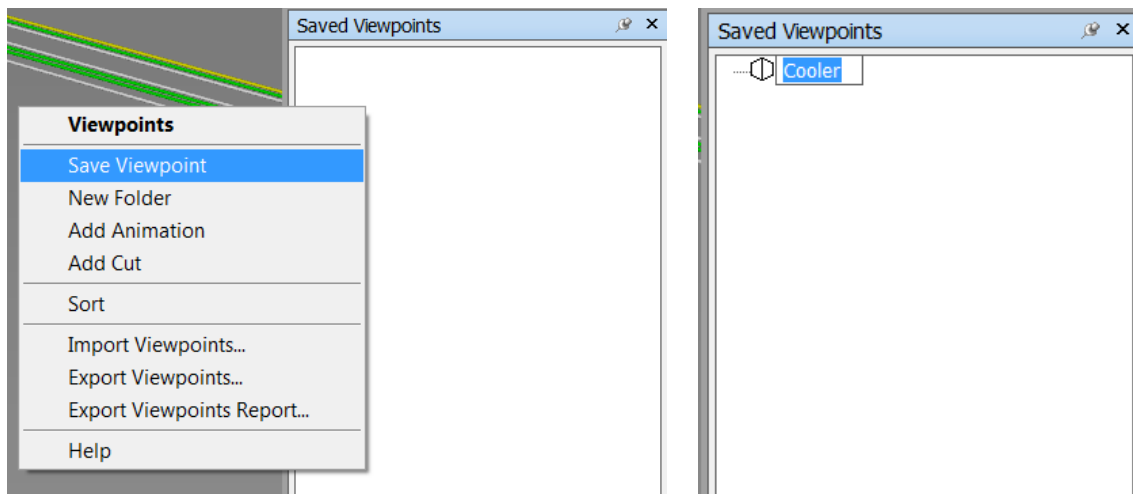 Saved Viewpoints
Viewpoints
Save Viewpoint
New Folder
Add Animation
Add Cut
Sort
Import Viewpoints...
Export Viewpoints...
Export Viewpoints Report...
Help
Saved Viewpoints
Cooler